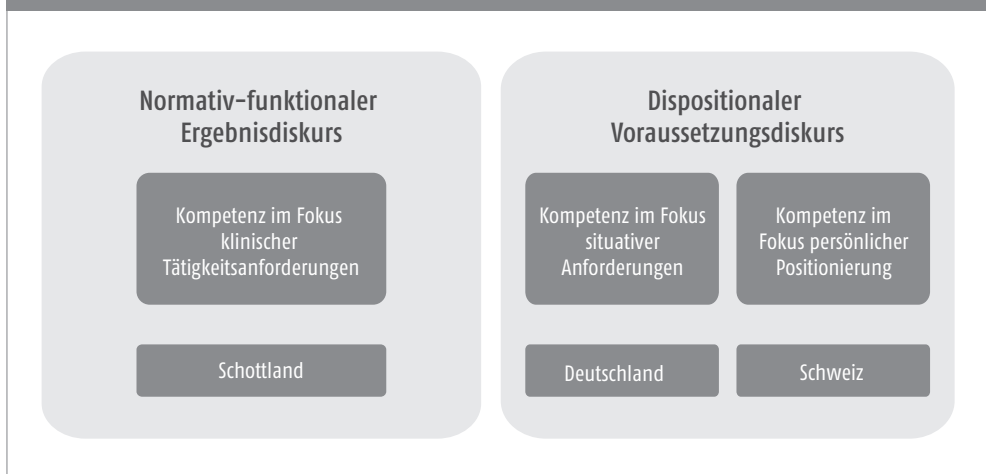 Normativ-funktionaler
Ergebnisdiskurs
Kompetenz im Fokus
klinischer
Tätigkeitsanforderungen
Schottland
Dispositionaler
Voraussetzungsdiskurs
Kompetenz im Fokus
situativer
Anforderungen
Deutschland
Kompetenz im
Fokus persönlicher
Positionierung
Schweiz